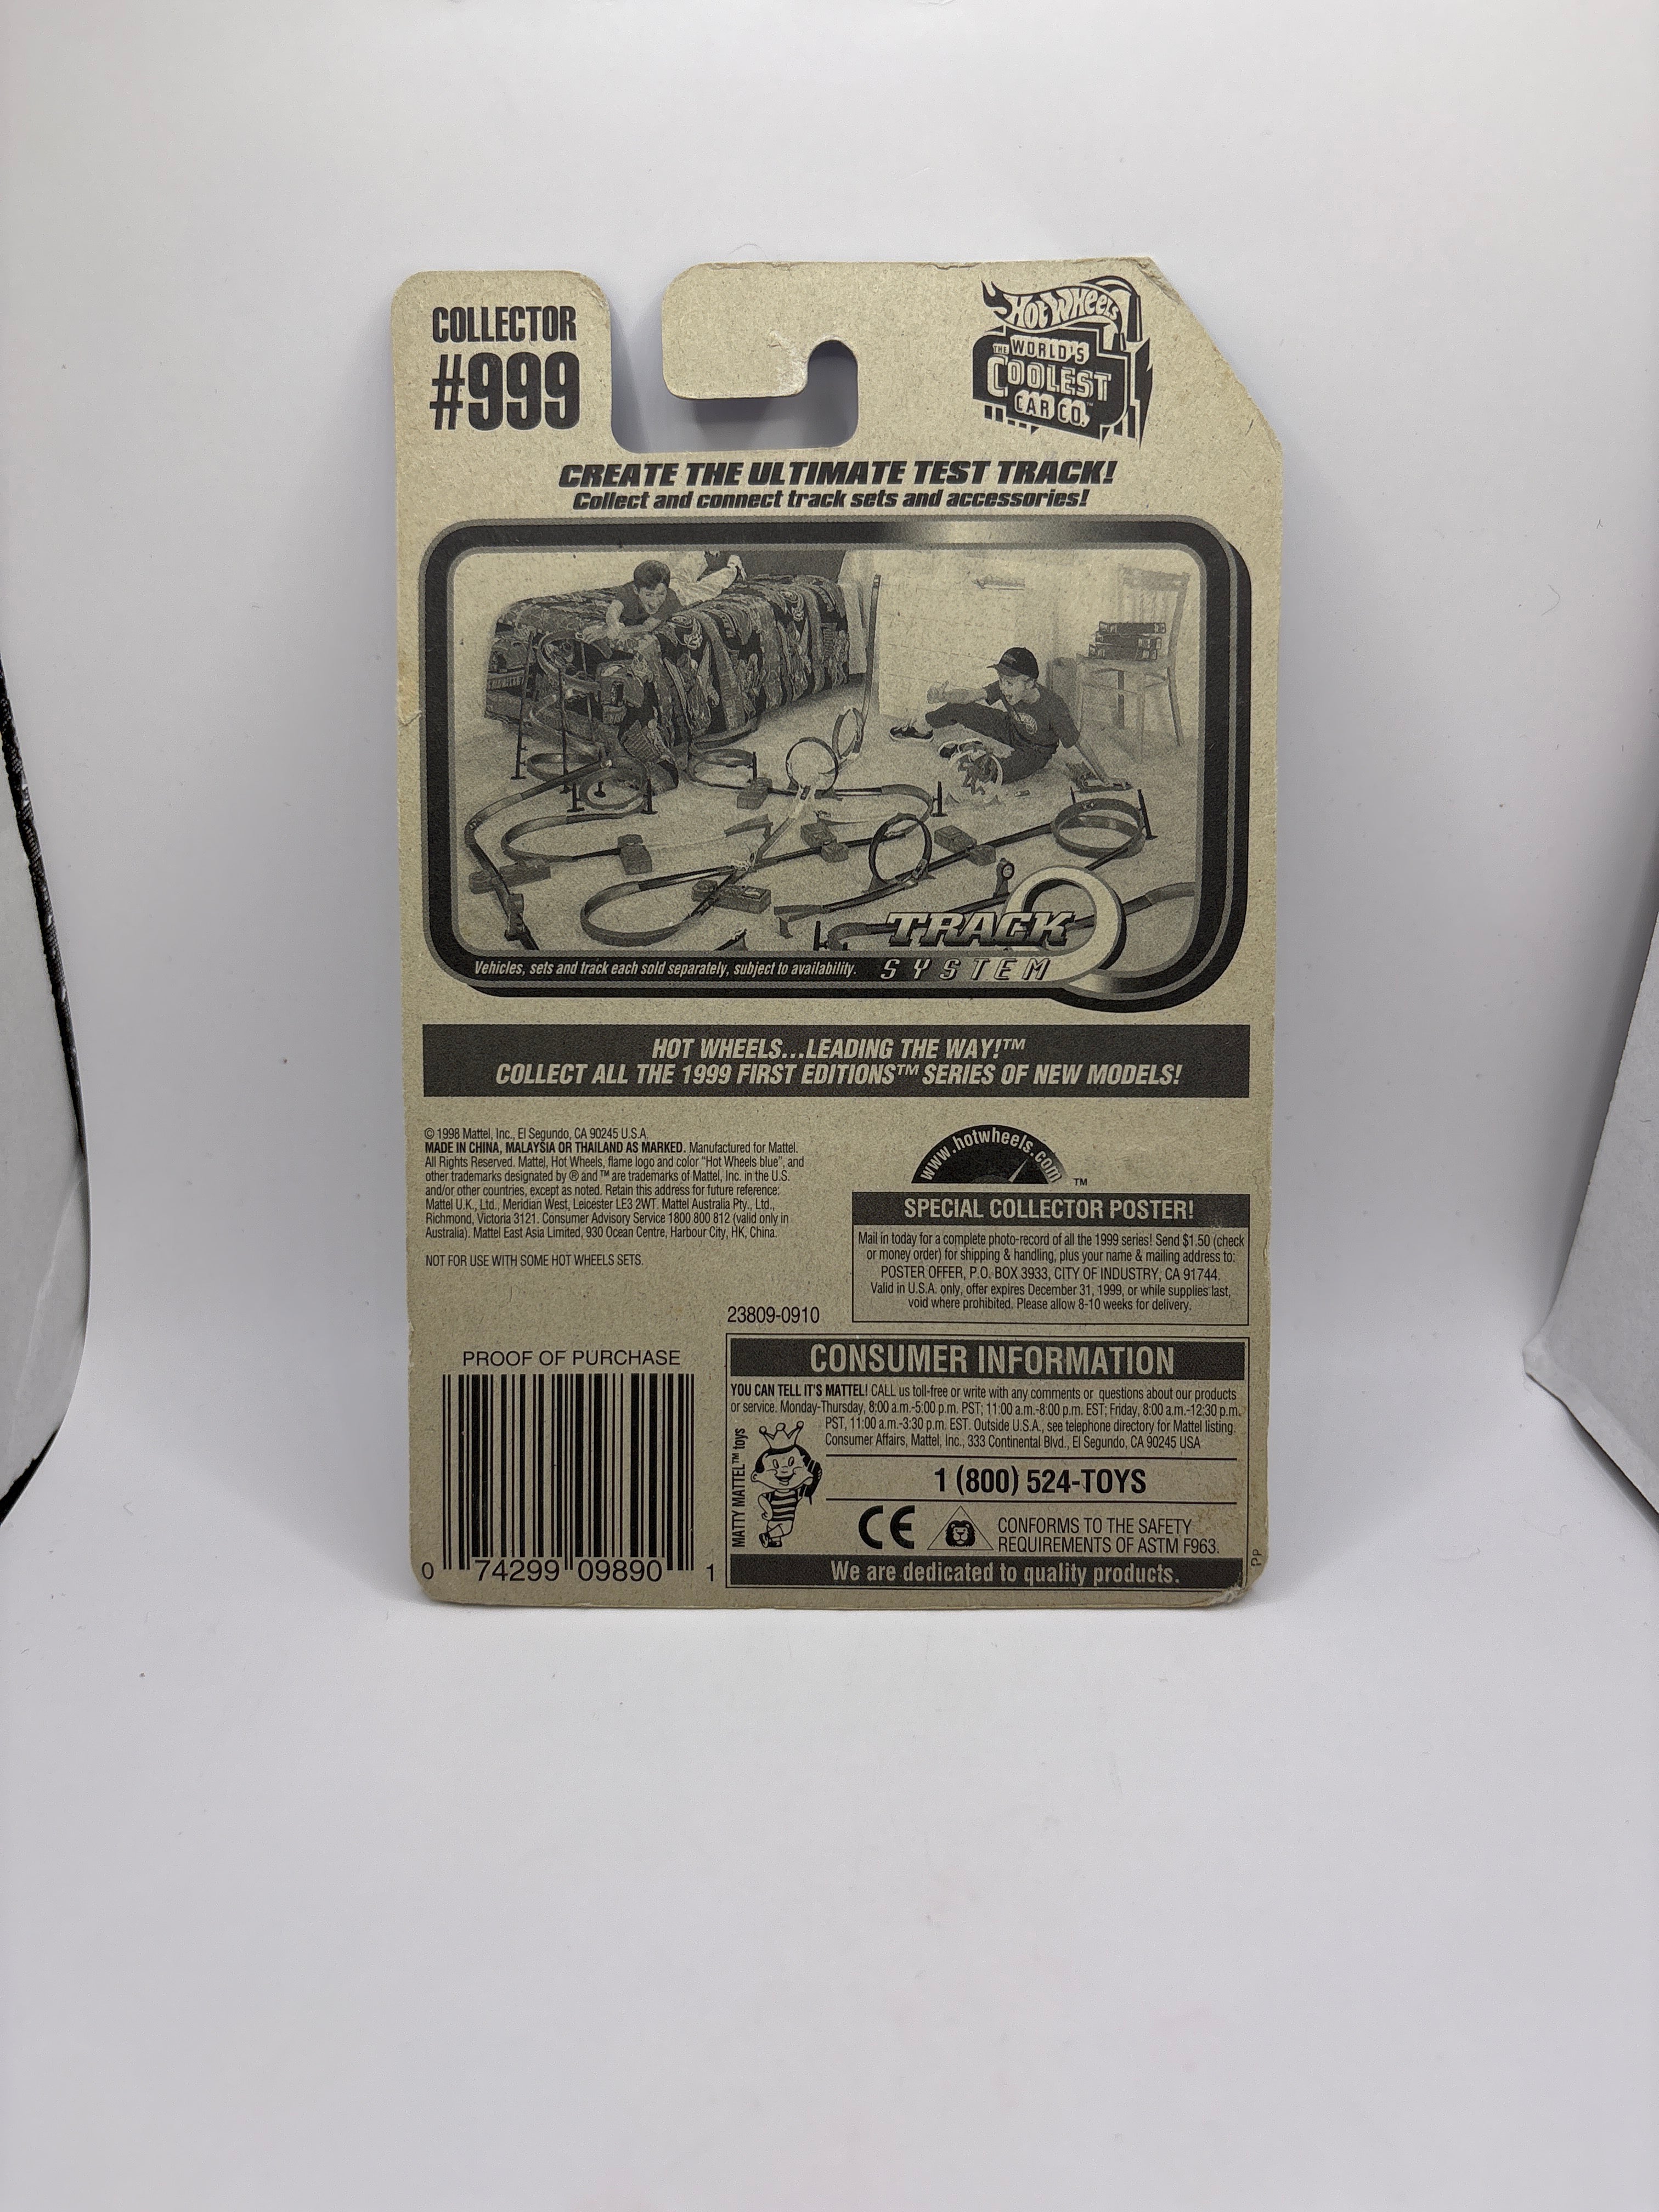 COLLECTOR
#999
HOT WHEELS
THE WORLD'S
COOLEST
CAR CO.™
CREATE THE ULTIMATE TEST TRACK!
Collect and connect track sets and accessories!
TRACK
SYSTEM
Vehicles, sets and track each sold separately, subject to availability.
HOT WHEELS...LEADING THE WAY!™
COLLECT ALL THE 1999 FIRST EDITIONS™ SERIES OF NEW MODELS!
© 1998 Mattel, Inc., El Segundo, CA 90245 U.S.A.
MADE IN CHINA, MALAYSIA OR THAILAND AS MARKED. Manufactured for Mattel.
All Rights Reserved. Mattel, Hot Wheels, flame logo and color "Hot Wheels blue", and
other trademarks designated by ® and ™ are trademarks of Mattel, Inc. in the U.S.
and/or other countries, except as noted. Retain this address for future reference:
Mattel U.K., Ltd., Meridian West, Leicester LE3 2WT. Mattel Australia Pty., Ltd.,
Richmond, Victoria 3121. Consumer Advisory Service 1800 800 812 (valid only in
Australia). Mattel East Asia Limited, 930 Ocean Centre, Harbour City, HK, China.
NOT FOR USE WITH SOME HOT WHEELS SETS.
www.hotwheels.com
™
SPECIAL COLLECTOR POSTER!
Mail in today for a complete photo-record of all the 1999 series! Send $1.50 (check
or money order) for shipping & handling, plus your name & mailing address to:
POSTER OFFER, P.O. BOX 3933, CITY OF INDUSTRY, CA 91744.
Valid in U.S.A. only, offer expires December 31, 1999, or while supplies last,
void where prohibited. Please allow 8-10 weeks for delivery.
23809-0910
PROOF OF PURCHASE
0 74299 09890 1
CONSUMER INFORMATION
YOU CAN TELL IT'S MATTEL! CALL us toll-free or write with any comments or questions about our products
or service. Monday-Thursday, 8:00 a.m.-5:00 p.m. PST; 11:00 a.m.-8:00 p.m. EST; Friday, 8:00 a.m.-12:30 p.m.
PST, 11:00 a.m.-3:30 p.m. EST. Outside U.S.A., see telephone directory for Mattel listing.
Consumer Affairs, Mattel, Inc., 333 Continental Blvd., El Segundo, CA 90245 USA
MATTY MATTEL™ toys
1 (800) 524-TOYS
CE
CONFORMS TO THE SAFETY
REQUIREMENTS OF ASTM F963.
We are dedicated to quality products.
PP